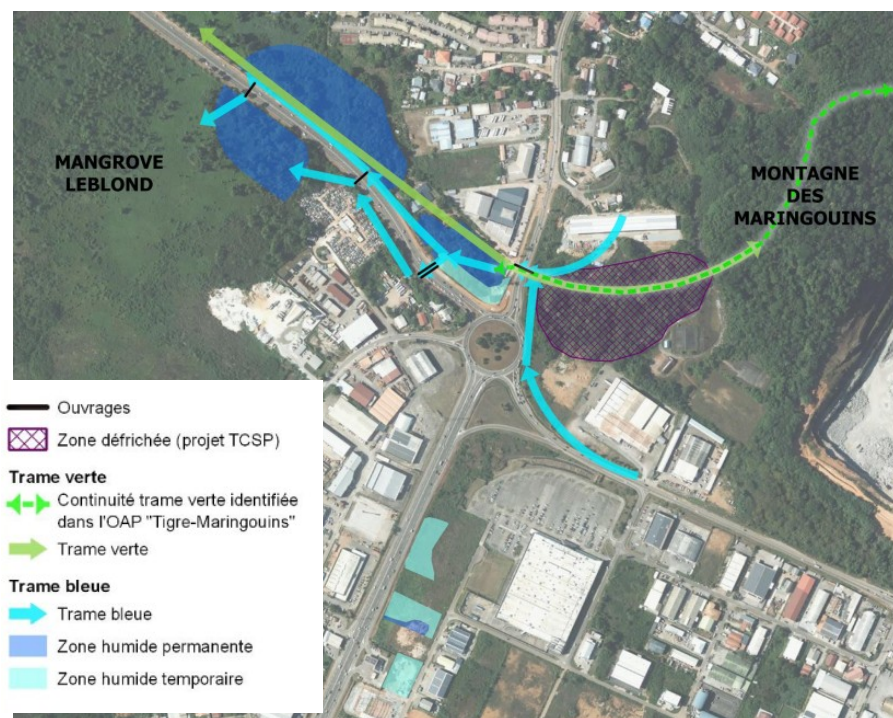 MANGROVE
LEBLOND
MONTAGNE
DES
MARINGOUINS
Ouvrages
Zone défrichée (projet TCSP)
Trame verte
Continuité trame verte identifiée
dans l'OAP "Tigre-Maringouins"
Trame verte
Trame bleue
Trame bleue
Zone humide permanente
Zone humide temporaire